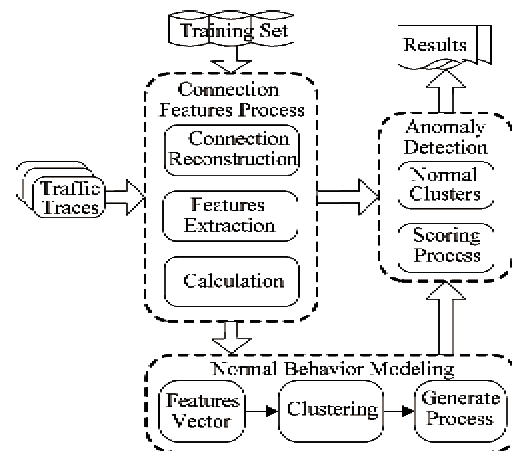 Training Set
Results
Connection
Features Process
Connection
Reconstruction
Features
Extraction
Calculation
Traffic
Traces
Anomaly
Detection
Normal
Clusters
Scoring
Process
Normal Behavior Modeling
Features
Vector
Clustering
Generate
Process